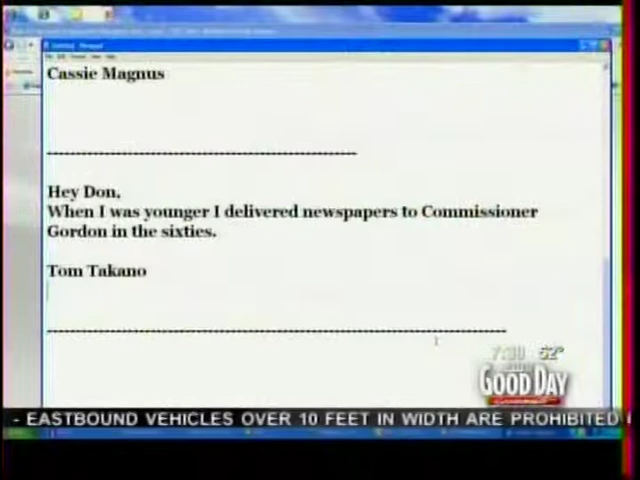 Cassie Magnus
----------------------------------------------------
Hey Don,
When I was younger I delivered newspapers to Commissioner
Gordon in the sixties.
Tom Takano
-----------------------------------------------------------------------------
7:30 62°
GOOD DAY
- EASTBOUND VEHICLES OVER 10 FEET IN WIDTH ARE PROHIBITED